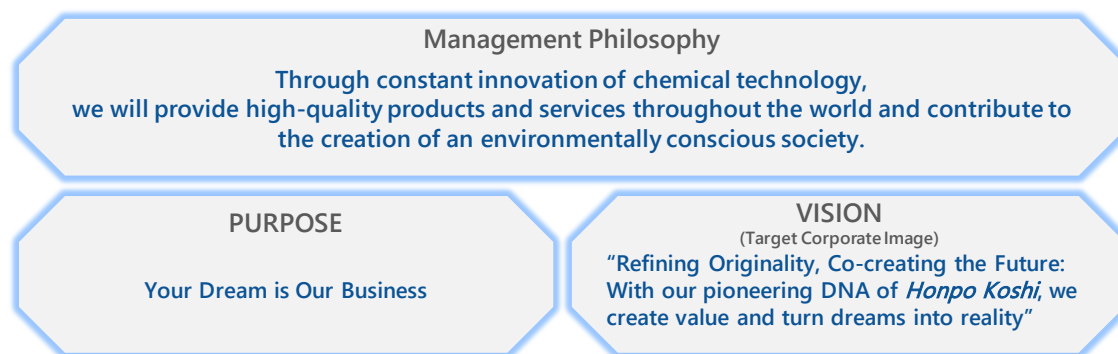 Management Philosophy
Through constant innovation of chemical technology,
we will provide high-quality products and services throughout the world and contribute to
the creation of an environmentally conscious society.
PURPOSE
Your Dream is Our Business
VISION
(Target Corporate Image)
“Refining Originality, Co-creating the Future:
With our pioneering DNA of Honpo Koshi, we
create value and turn dreams into reality”